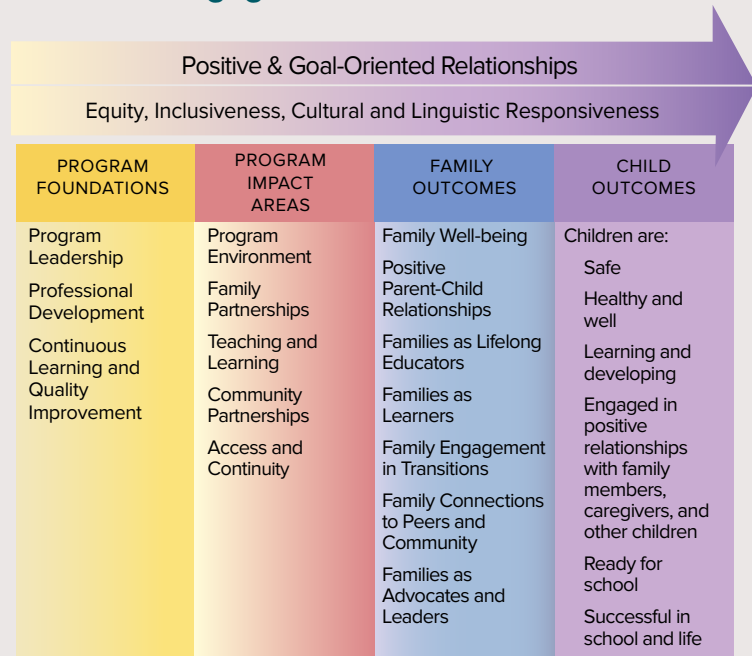 Positive & Goal-Oriented Relationships
Equity, Inclusiveness, Cultural and Linguistic Responsiveness
PROGRAM
FOUNDATIONS
Program
Leadership
Professional
Development
Continuous
Learning and
Quality
Improvement
PROGRAM
IMPACT
AREAS
Program
Environment
Family
Partnerships
Teaching and
Learning
Community
Partnerships
Access and
Continuity
FAMILY
OUTCOMES
Family Well-being
Positive
Parent-Child
Relationships
Families as Lifelong
Educators
Families as
Learners
Family Engagement
in Transitions
Family Connections
to Peers and
Community
Families as
Advocates and
Leaders
CHILD
OUTCOMES
Children are:
Safe
Healthy and
well
Learning and
developing
Engaged in
positive
relationships
with family
members,
caregivers, and
other children
Ready for
school
Successful in
school and life